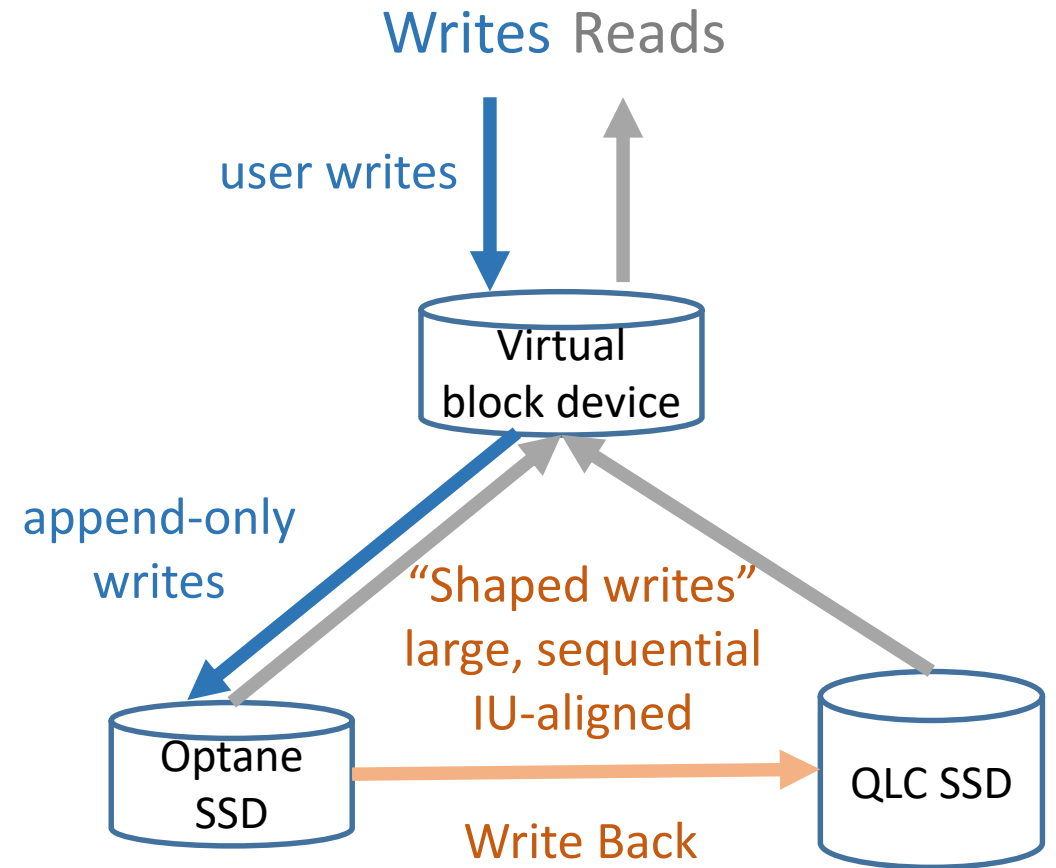 Writes Reads
user writes
Virtual
block device
append-only
writes
“Shaped writes”
large, sequential
IU-aligned
Optane
SSD
QLC SSD
Write Back